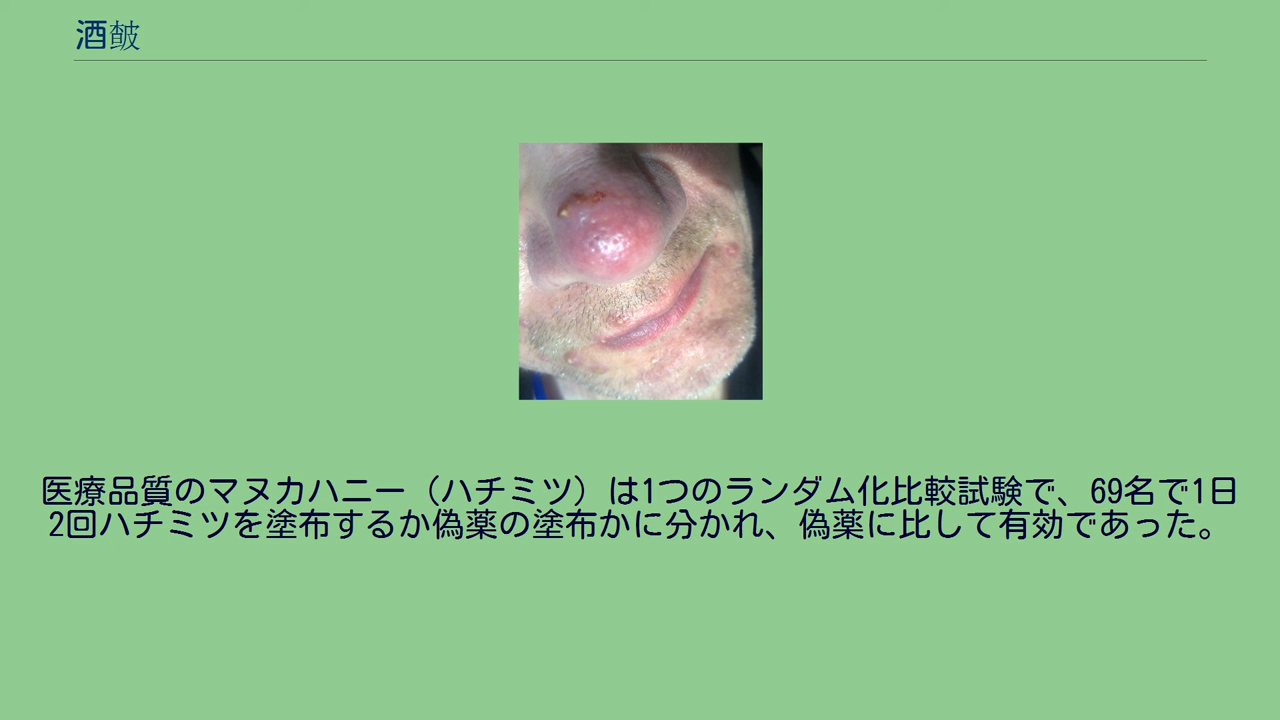 酒皶
医療品質のマヌカハニー（ハチミツ）は1つのランダム化比較試験で、69名で1日
2回ハチミツを塗布するか偽薬の塗布かに分かれ、偽薬に比して有効であった。